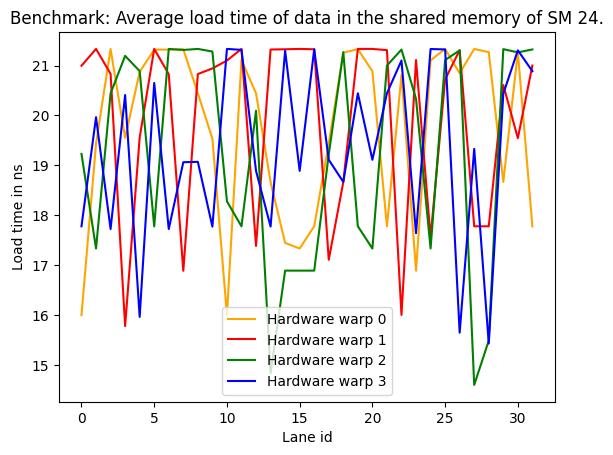 Benchmark: Average load time of data in the shared memory of SM 24.
Load time in ns
21
20
19
18
17
16
15
Hardware warp 0
Hardware warp 1
Hardware warp 2
Hardware warp 3
0 5 10 15 20 25 30
Lane id